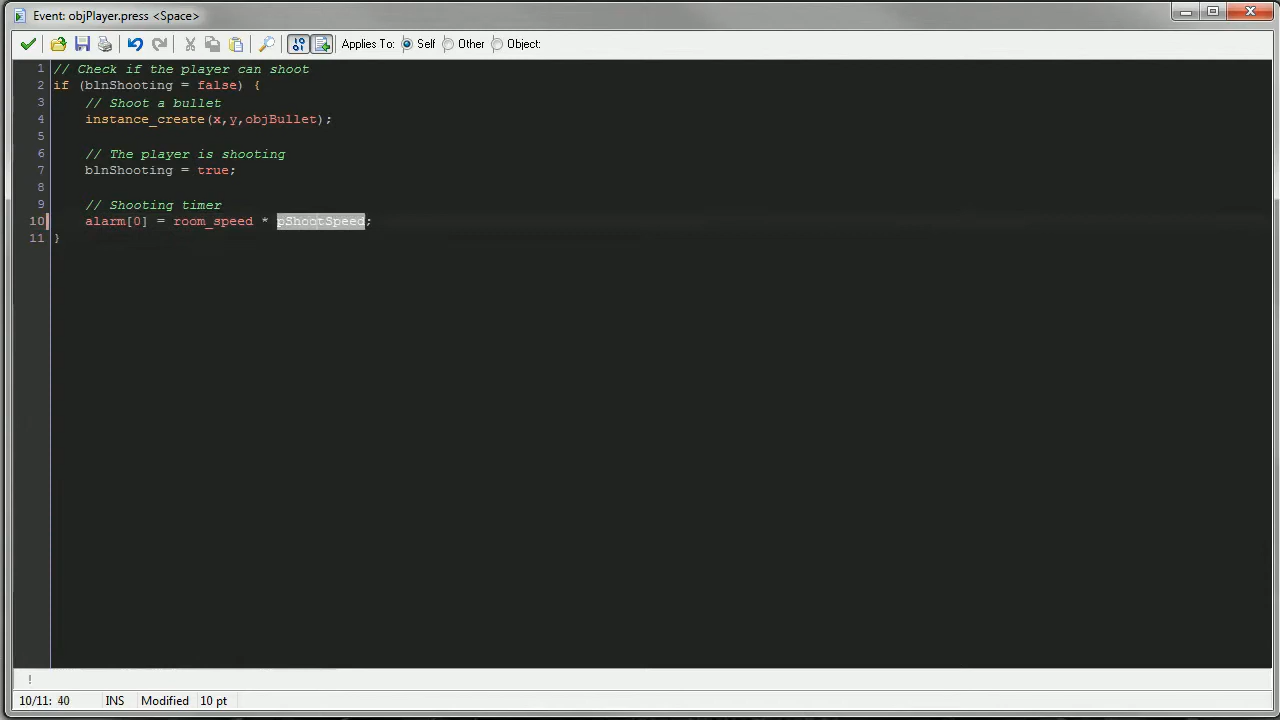 Event: objPlayer.press <Space>
Applies To: Self Other Object:
1 // Check if the player can shoot
2 if (blnShooting = false) {
3 // Shoot a bullet
4 instance_create(x,y,objBullet);
5
6 // The player is shooting
7 blnShooting = true;
8
9 // Shooting timer
10 alarm[0] = room_speed * pShootSpeed;
11 }
!
10/11: 40 INS Modified 10 pt